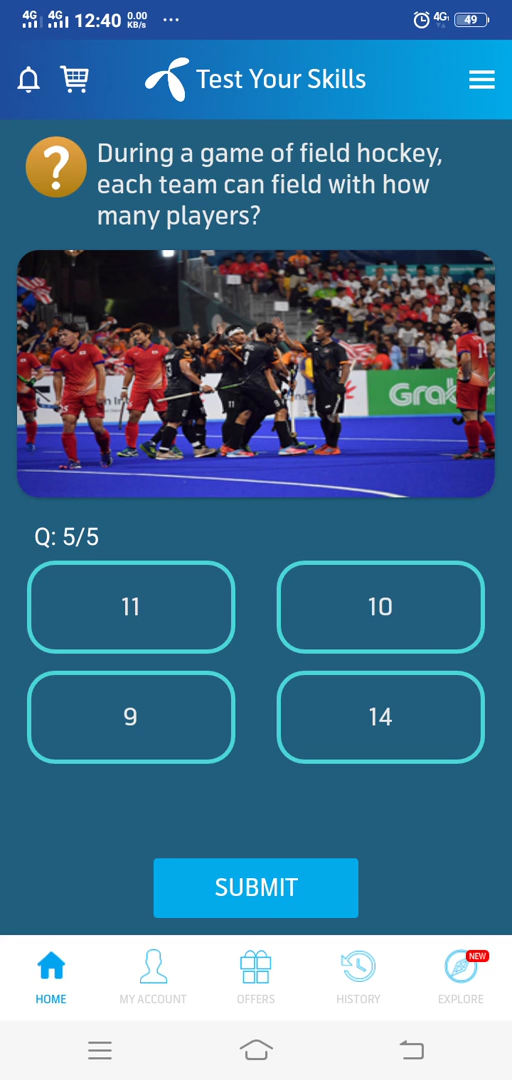 4G 4G 12:40 0.00 KB/s ... 4G 49
Test Your Skills
? During a game of field hockey,
each team can field with how
many players?
Grab
Q: 5/5
11 10
9 14
SUBMIT
NEW
HOME MY ACCOUNT OFFERS HISTORY EXPLORE